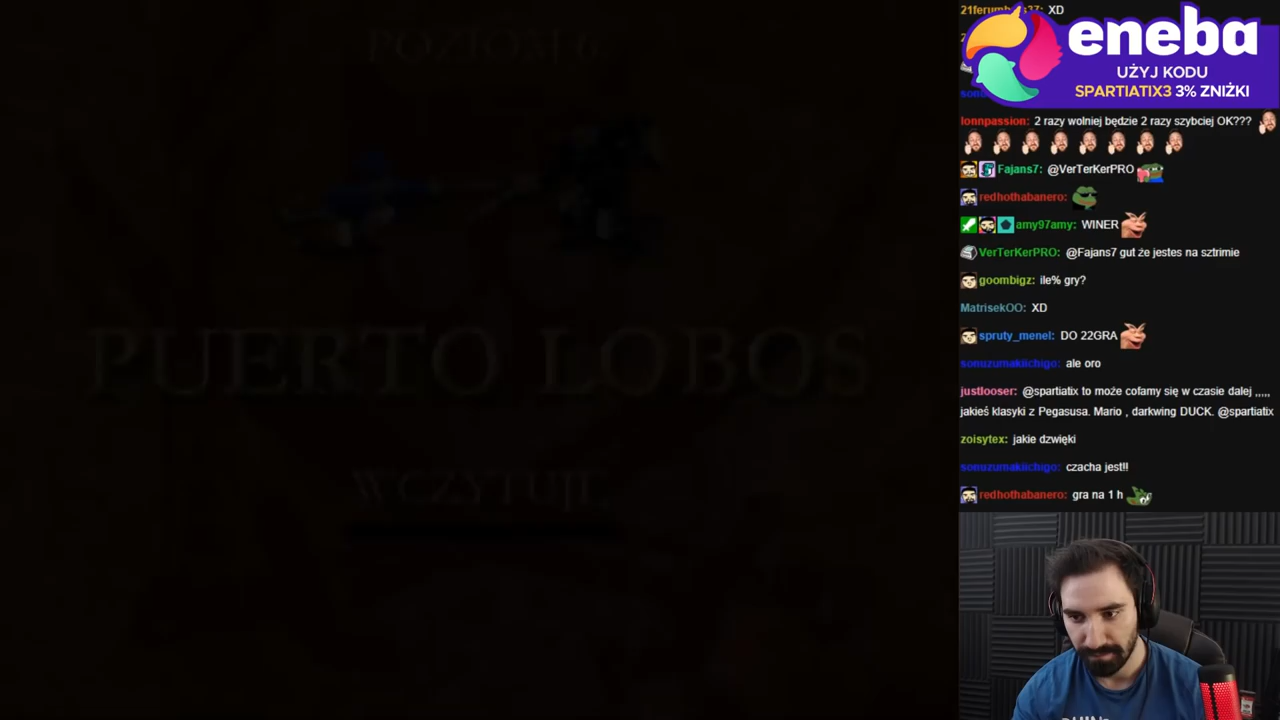 POZIOM 6
PUERTO LOBOS
WCZYTUJĘ
eneba
UŻYJ KODU
SPARTIATIX3 3% ZNIŻKI
XD
lonnpassion: 2 razy wolniej będzie 2 razy szybciej OK???
Fajans7: @VerTerKerPRO
redhothabanero:
amy97amy: WINER
VerTerKerPRO: @Fajans7 gut że jestes na sztrimie
goombigz: ile% gry?
MatrisekOO: XD
spruty_menel: DO 22GRA
sonuzumakiichigo: ale oro
justlooser: @spartiatix to może cofamy się w czasie dalej ,,,,,
jakieś klasyki z Pegasusa. Mario , darkwing DUCK. @spartiatix
zoisytex: jakie dzwięki
sonuzumakiichigo: czacha jest!!
redhothabanero: gra na 1 h